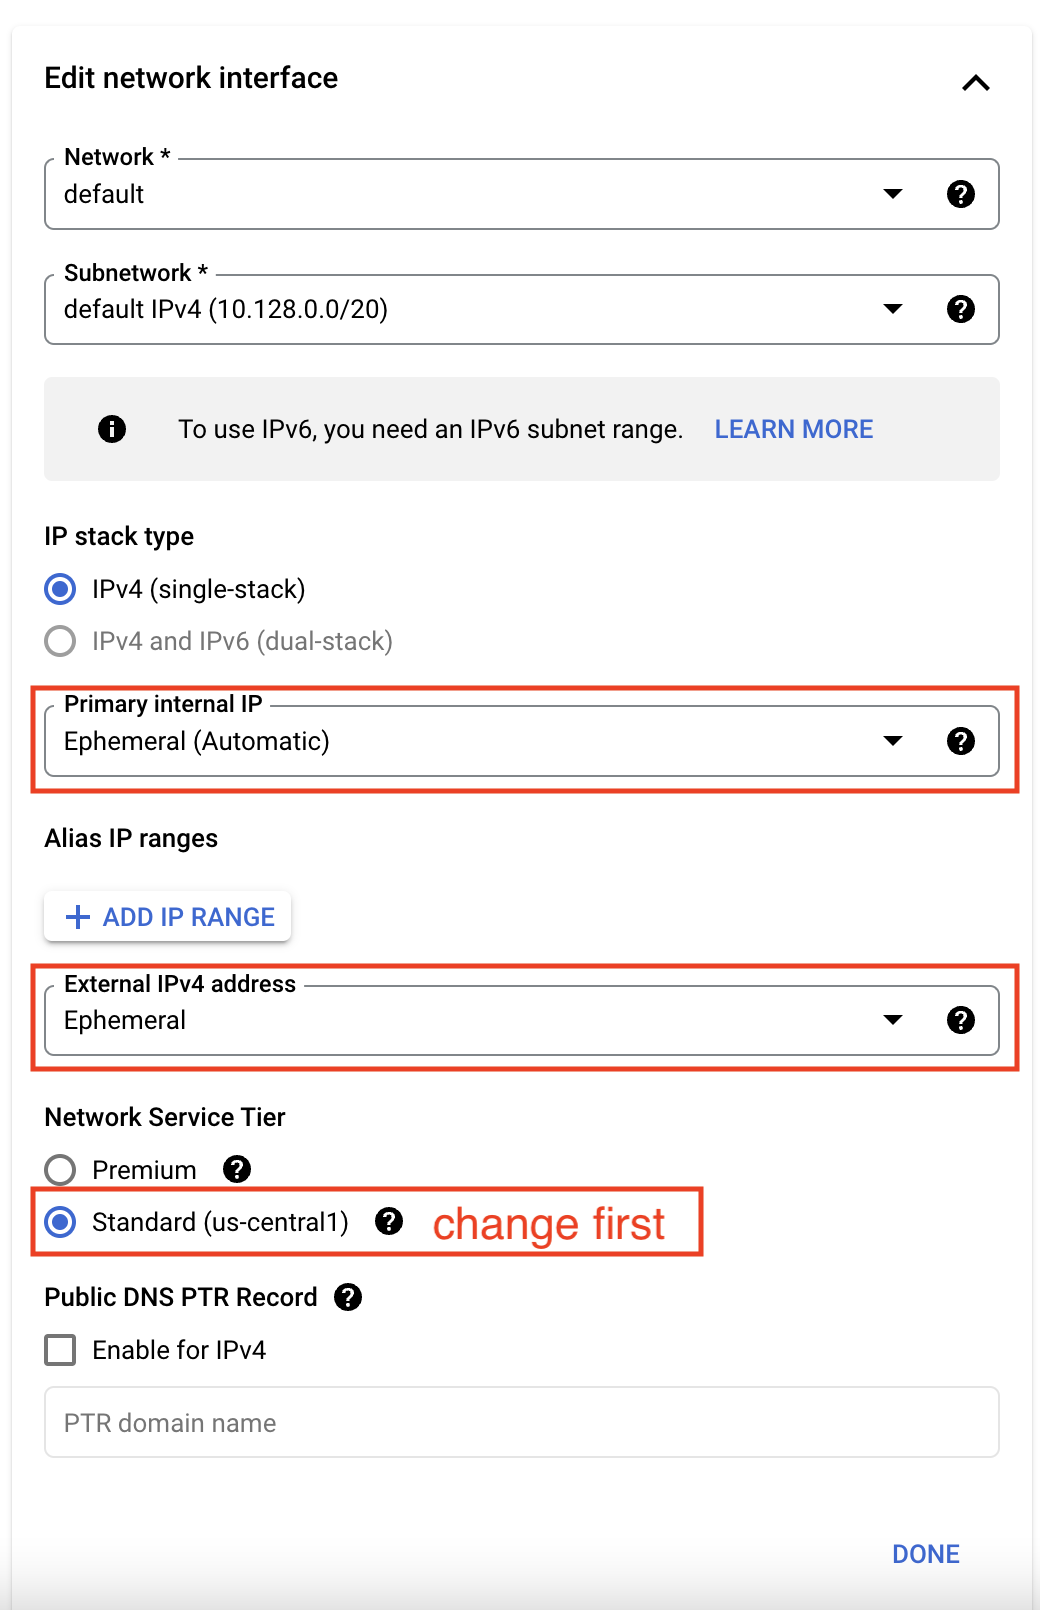 Edit network interface
Network *
default
Subnetwork *
default IPv4 (10.128.0.0/20)
To use IPv6, you need an IPv6 subnet range. LEARN MORE
IP stack type
IPv4 (single-stack)
IPv4 and IPv6 (dual-stack)
Primary internal IP
Ephemeral (Automatic)
Alias IP ranges
+ ADD IP RANGE
External IPv4 address
Ephemeral
Network Service Tier
Premium
Standard (us-central1) change first
Public DNS PTR Record
Enable for IPv4
PTR domain name
DONE